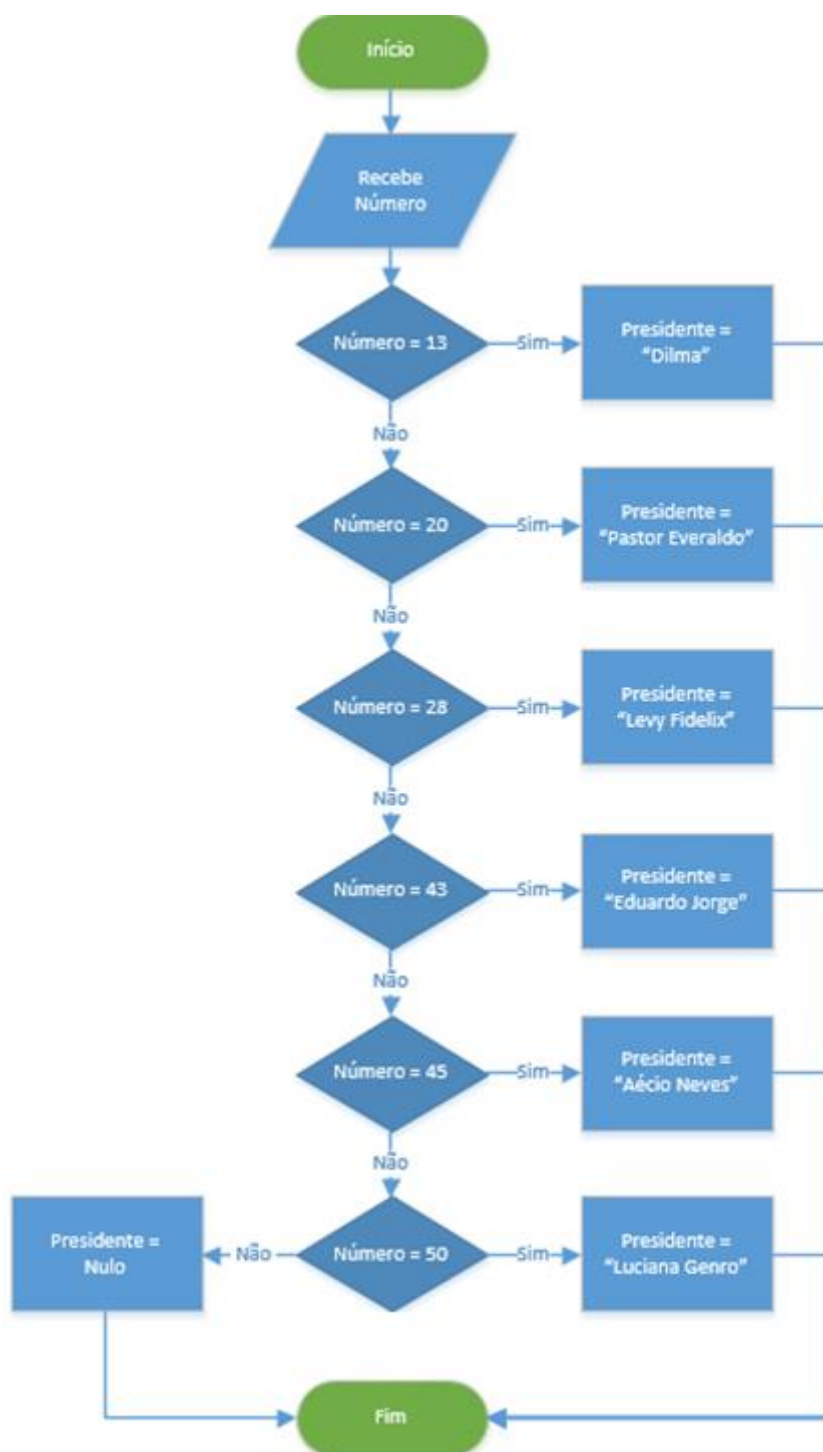 Início
Recebe
Número
Número = 13
Sim
Presidente =
“Dilma”
Não
Número = 20
Sim
Presidente =
“Pastor Everaldo”
Não
Número = 28
Sim
Presidente =
“Levy Fidelix”
Não
Número = 43
Sim
Presidente =
“Eduardo Jorge”
Não
Número = 45
Sim
Presidente =
“Aécio Neves”
Não
Presidente =
Nulo
Não
Número = 50
Sim
Presidente =
“Luciana Genro”
Fim